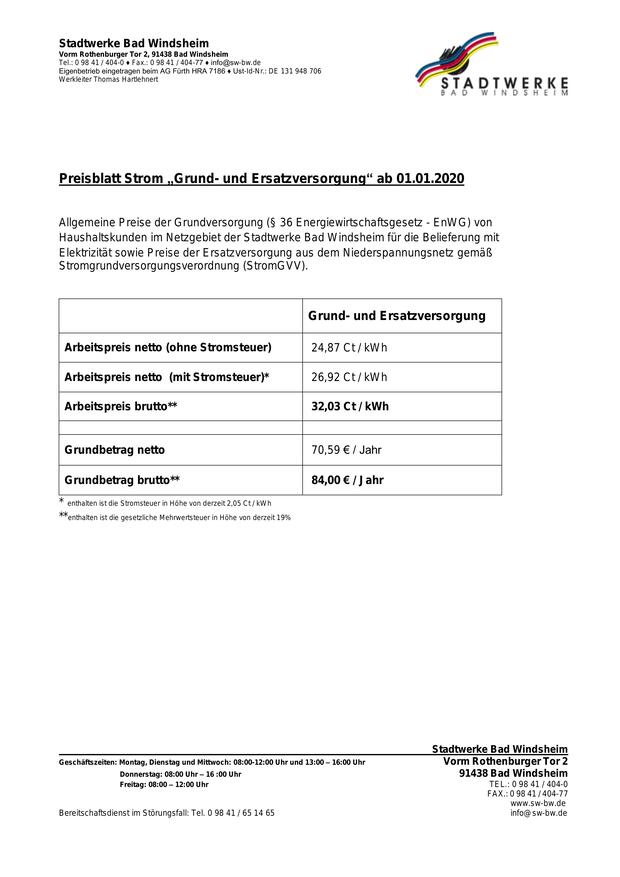 Stadtwerke Bad Windsheim
Vorm Rothenburger Tor 2, 91438 Bad Windsheim
Tel.: 0 98 41 / 404-0 ♦ Fax.: 0 98 41 / 404-77 ♦ info@sw-bw.de
Eigenbetrieb eingetragen beim AG Fürth HRA 7186 ♦ Ust-Id-Nr.: DE 131 948 706
Werkleiter Thomas Hartlehnert
STADTWERKE
BAD WINDSHEIM
Preisblatt Strom „Grund- und Ersatzversorgung“ ab 01.01.2020
Allgemeine Preise der Grundversorgung (§ 36 Energiewirtschaftsgesetz - EnWG) von
Haushaltskunden im Netzgebiet der Stadtwerke Bad Windsheim für die Belieferung mit
Elektrizität sowie Preise der Ersatzversorgung aus dem Niederspannungsnetz gemäß
Stromgrundversorgungsverordnung (StromGVV).
Grund- und Ersatzversorgung
Arbeitspreis netto (ohne Stromsteuer) 24,87 Ct / kWh
Arbeitspreis netto (mit Stromsteuer)* 26,92 Ct / kWh
Arbeitspreis brutto** 32,03 Ct / kWh
Grundbetrag netto 70,59 € / Jahr
Grundbetrag brutto** 84,00 € / Jahr
* enthalten ist die Stromsteuer in Höhe von derzeit 2,05 Ct / kWh
**enthalten ist die gesetzliche Mehrwertsteuer in Höhe von derzeit 19%
Stadtwerke Bad Windsheim
Geschäftszeiten: Montag, Dienstag und Mittwoch: 08:00-12:00 Uhr und 13:00 – 16:00 Uhr
Donnerstag: 08:00 Uhr – 16 :00 Uhr
Freitag: 08:00 – 12:00 Uhr
Bereitschaftsdienst im Störungsfall: Tel. 0 98 41 / 65 14 65
Vorm Rothenburger Tor 2
91438 Bad Windsheim
TEL.: 0 98 41 / 404-0
FAX.: 0 98 41 / 404-77
www.sw-bw.de
info@sw-bw.de